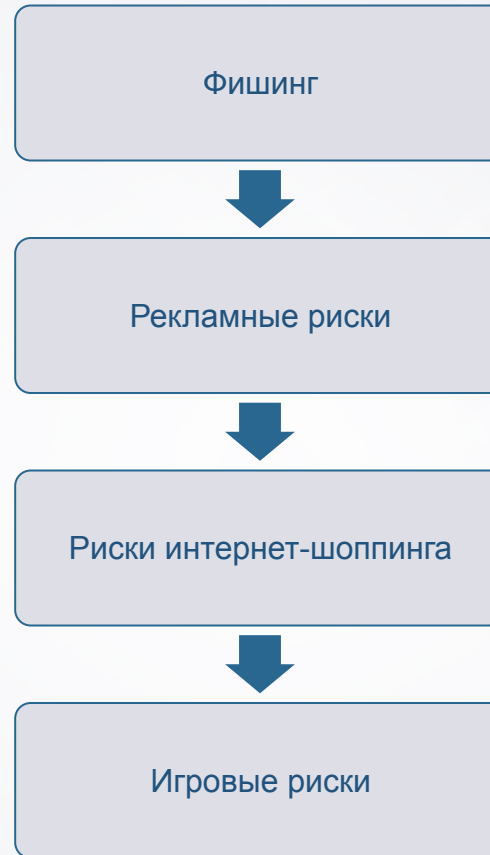 Фишинг
Рекламные риски
Риски интернет-шоппинга
Игровые риски